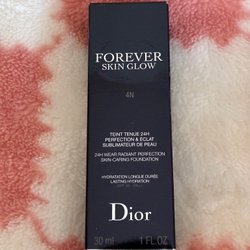 FOREVER
SKIN GLOW
4N
TEINT TENUE 24H
PERFECTION & ÉCLAT
SUBLIMATEUR DE PEAU
24H WEAR RADIANT PERFECTION
SKIN-CARING FOUNDATION
HYDRATATION LONGUE DURÉE
LASTING HYDRATION
Dior
30 ml 1 FL OZ